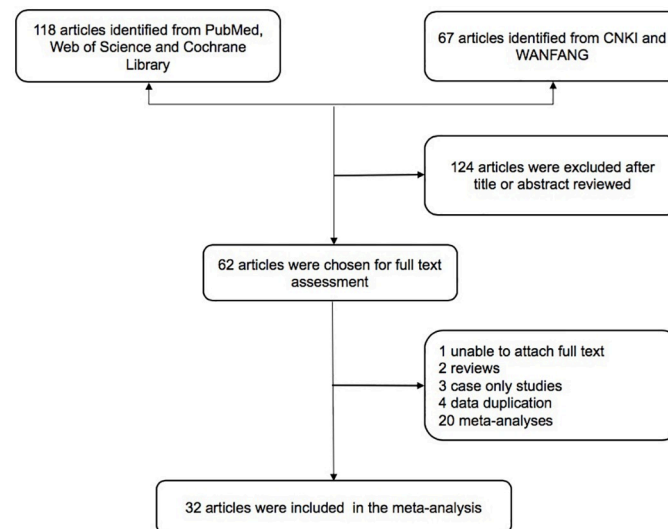 118 articles identified from PubMed,
Web of Science and Cochrane
Library
67 articles identified from CNKI and
WANFANG
124 articles were excluded after
title or abstract reviewed
62 articles were chosen for full text
assessment
1 unable to attach full text
2 reviews
3 case only studies
4 data duplication
20 meta-analyses
32 articles were included in the meta-analysis